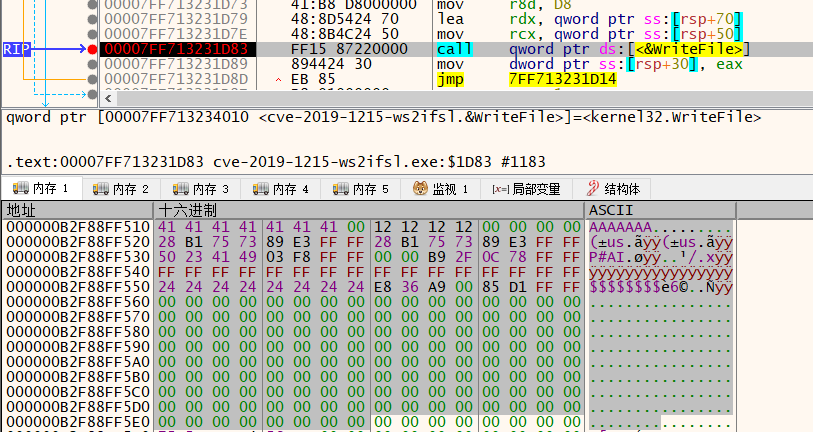 00007FF713231D79 41:B8 D8000000 mov r8d, D8
00007FF713231D79 48:8D5424 70 lea rdx, qword ptr ss:[rsp+70]
00007FF713231D7E 48:8B4C24 50 mov rcx, qword ptr ss:[rsp+50]
RIP 00007FF713231D83 FF15 87220000 call qword ptr ds:[<&WriteFile>]
00007FF713231D89 894424 30 mov dword ptr ss:[rsp+30], eax
00007FF713231D8D ^ EB 85 jmp 7FF713231D14
qword ptr [00007FF713234010 <cve-2019-1215-ws2ifsl.&WriteFile>]=<kernel32.WriteFile>
.text:00007FF713231D83 cve-2019-1215-ws2ifsl.exe:$1D83 #1183
内存 1 内存 2 内存 3 内存 4 内存 5 监视 1 [x=] 局部变量 结构体
地址 十六进制 ASCII
000000B2F88FF510 41 41 41 41 41 41 41 00 12 12 12 12 00 00 00 00 AAAAAAA.........
000000B2F88FF520 28 B1 75 73 89 E3 FF FF 28 B1 75 73 89 E3 FF FF (±us.ãÿÿ(±us.ãÿÿ
000000B2F88FF530 50 23 41 49 03 F8 FF FF 00 00 B9 2F 0C 78 FF FF P#AI.øÿÿ..¹/.xÿÿ
000000B2F88FF540 FF FF FF FF FF FF FF FF FF FF FF FF FF FF FF FF ÿÿÿÿÿÿÿÿÿÿÿÿÿÿÿÿ
000000B2F88FF550 24 24 24 24 24 24 24 24 E8 36 A9 00 85 D1 FF FF $$$$$$$$è6©..Ñÿÿ
000000B2F88FF560 00 00 00 00 00 00 00 00 00 00 00 00 00 00 00 00 ................
000000B2F88FF570 00 00 00 00 00 00 00 00 00 00 00 00 00 00 00 00 ................
000000B2F88FF580 00 00 00 00 00 00 00 00 00 00 00 00 00 00 00 00 ................
000000B2F88FF590 00 00 00 00 00 00 00 00 00 00 00 00 00 00 00 00 ................
000000B2F88FF5A0 00 00 00 00 00 00 00 00 00 00 00 00 00 00 00 00 ................
000000B2F88FF5B0 00 00 00 00 00 00 00 00 00 00 00 00 00 00 00 00 ................
000000B2F88FF5C0 00 00 00 00 00 00 00 00 00 00 00 00 00 00 00 00 ................
000000B2F88FF5D0 00 00 00 00 00 00 00 00 00 00 00 00 00 00 00 00 ................
000000B2F88FF5E0 00 00 00 00 00 00 00 00 00 00 00 00 00 00 00 00 ................